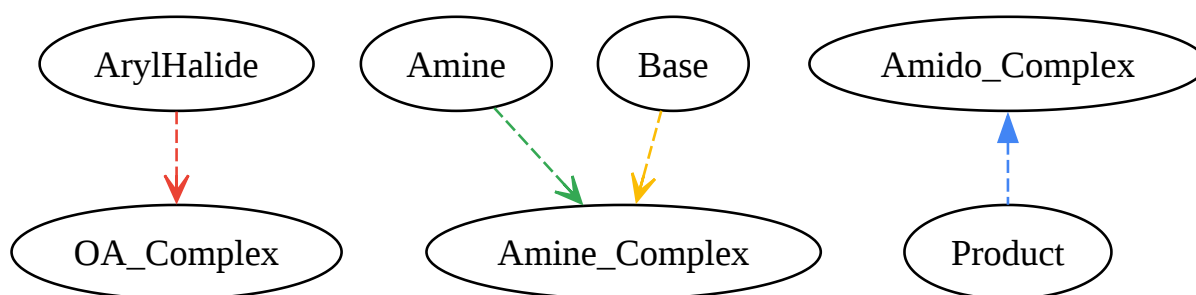 ArylHalide
Amine
Base
Amido_Complex
OA_Complex
Amine_Complex
Product